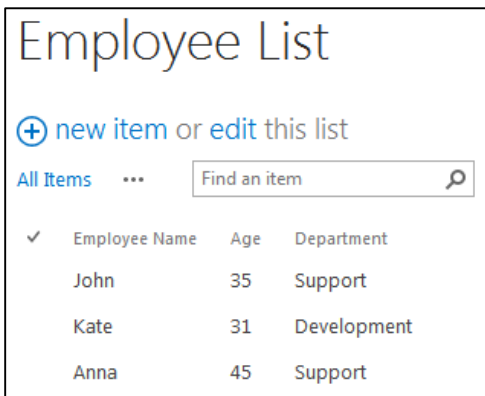 Employee List
new item or edit this list
All Items ••• Find an item
Employee Name Age Department
John 35 Support
Kate 31 Development
Anna 45 Support